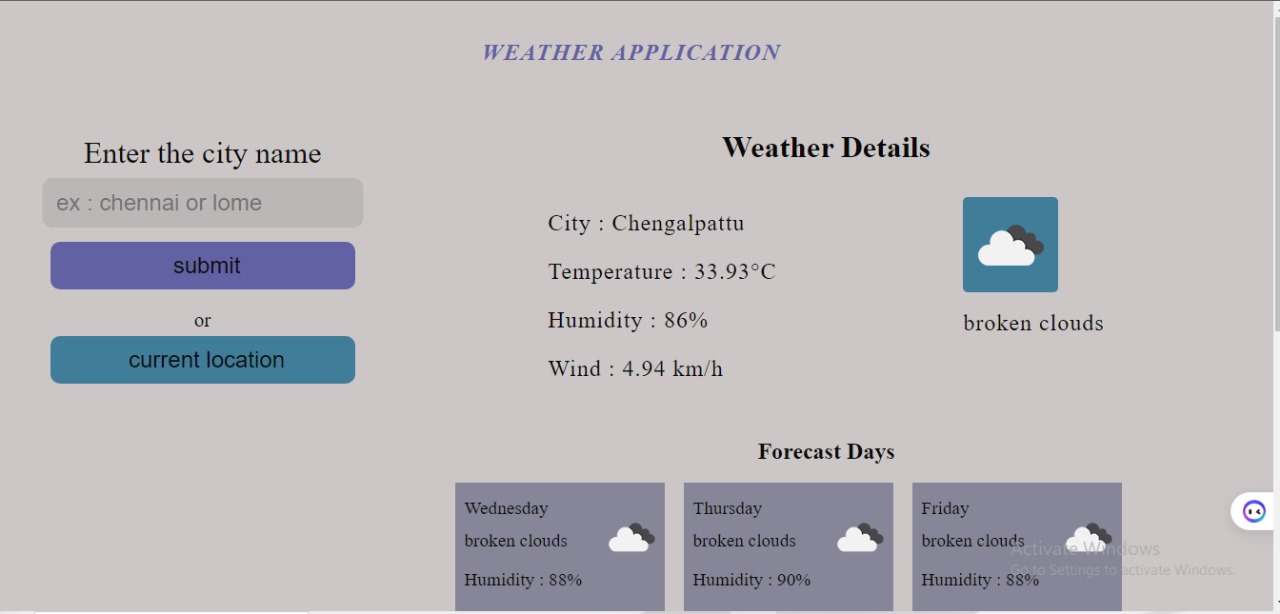 WEATHER APPLICATION
Enter the city name
ex : chennai or lome
submit
or
current location
Weather Details
City : Chengalpattu
Temperature : 33.93°C
Humidity : 86%
Wind : 4.94 km/h
broken clouds
Forecast Days
Wednesday
broken clouds
Humidity : 88%
Thursday
broken clouds
Humidity : 90%
Friday
broken clouds
Humidity : 88%
Activate Windows
Go to Settings to activate Windows.